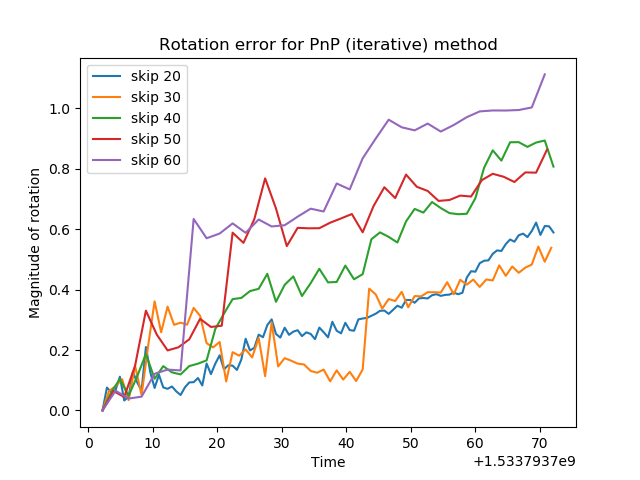 Rotation error for PnP (iterative) method
skip 20
skip 30
skip 40
skip 50
skip 60
Magnitude of rotation
1.0
0.8
0.6
0.4
0.2
0.0
0 10 20 30 40 50 60 70
Time
+1.5337937e9